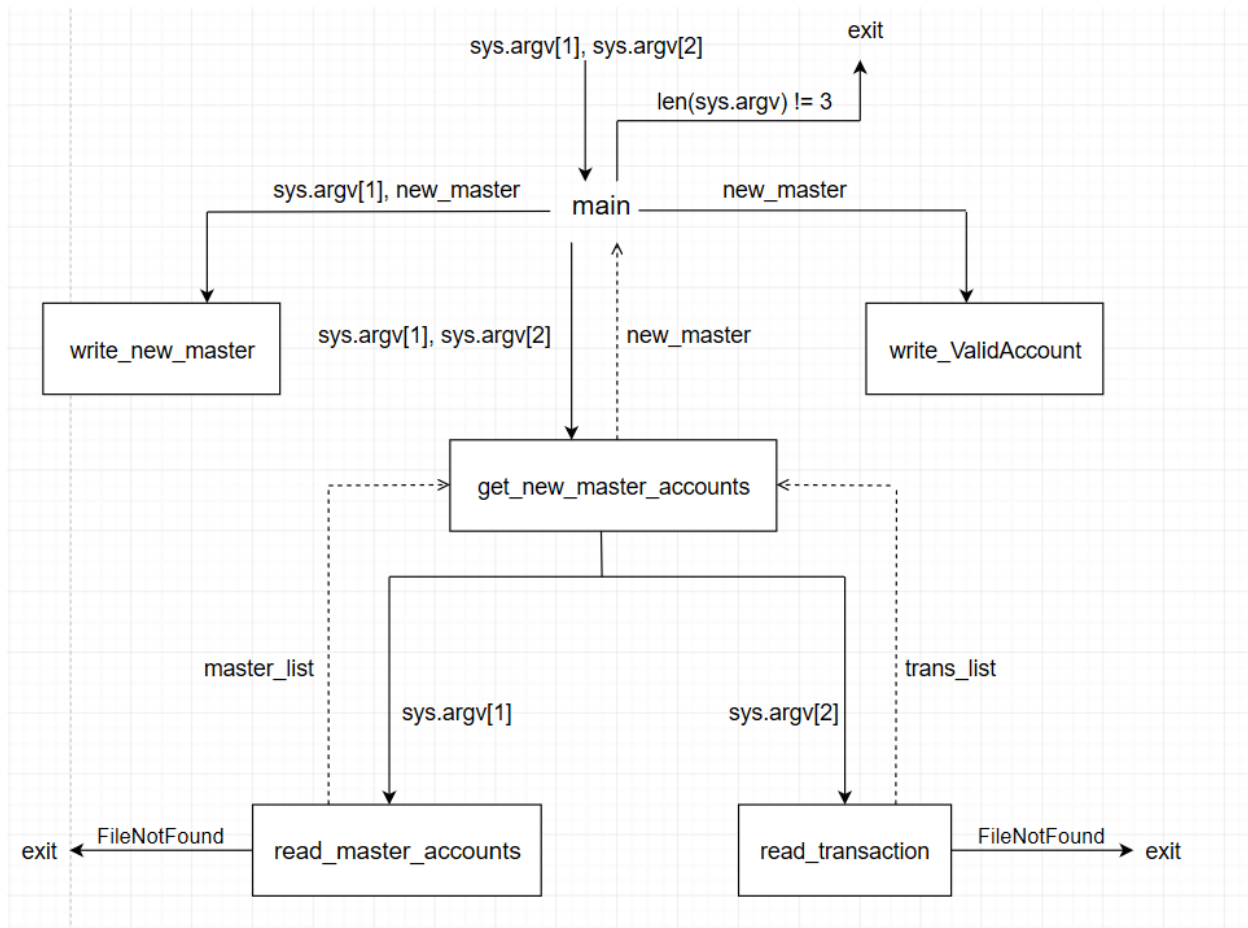 exit
sys.argv[1], sys.argv[2]
len(sys.argv) != 3
sys.argv[1], new_master
main
new_master
write_new_master
sys.argv[1], sys.argv[2]
new_master
write_ValidAccount
get_new_master_accounts
master_list
trans_list
sys.argv[1]
sys.argv[2]
exit
FileNotFound
read_master_accounts
read_transaction
FileNotFound
exit